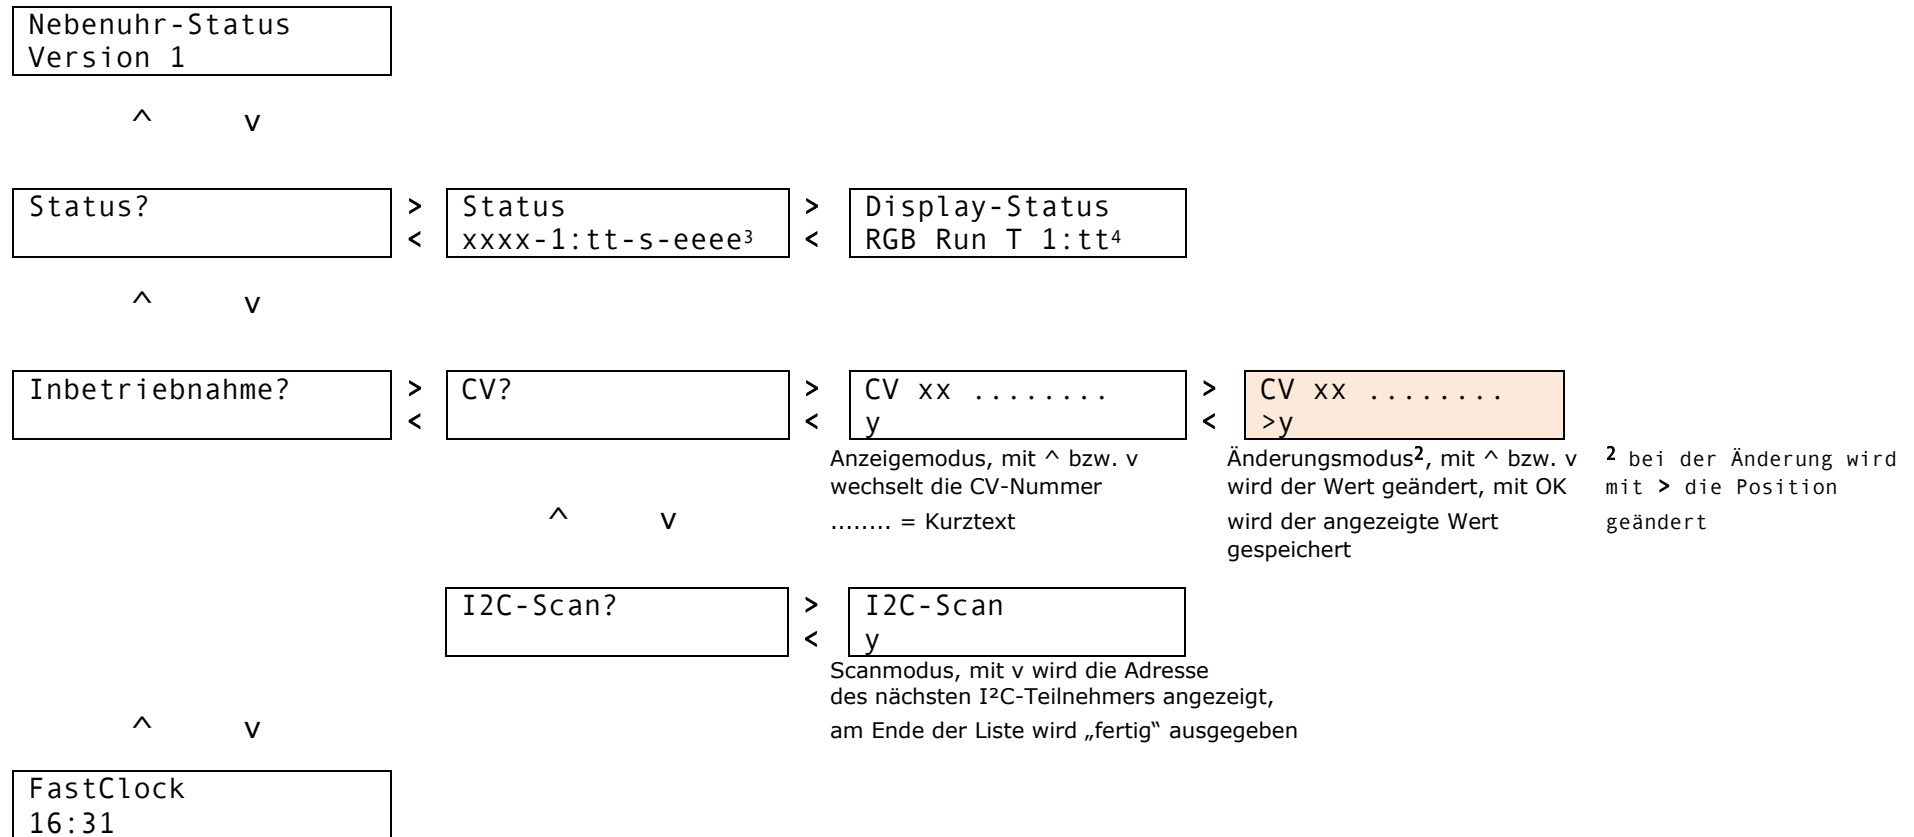 Nebenuhr-Status
Version 1
^ v
Status? > Status > Display-Status
< xxxx-1:tt-s-eeee³ < RGB Run T 1:tt⁴
^ v
Inbetriebnahme? > CV? > CV xx ........ > CV xx ........
< < y < >y
Anzeigemodus, mit ^ bzw. v
wechselt die CV-Nummer
........ = Kurztext
Änderungsmodus², mit ^ bzw. v
wird der Wert geändert, mit OK
wird der angezeigte Wert
gespeichert
² bei der Änderung wird
mit > die Position
geändert
^ v
I2C-Scan? > I2C-Scan
< y
Scanmodus, mit v wird die Adresse
des nächsten I²C-Teilnehmers angezeigt,
am Ende der Liste wird „fertig“ ausgegeben
^ v
FastClock
16:31